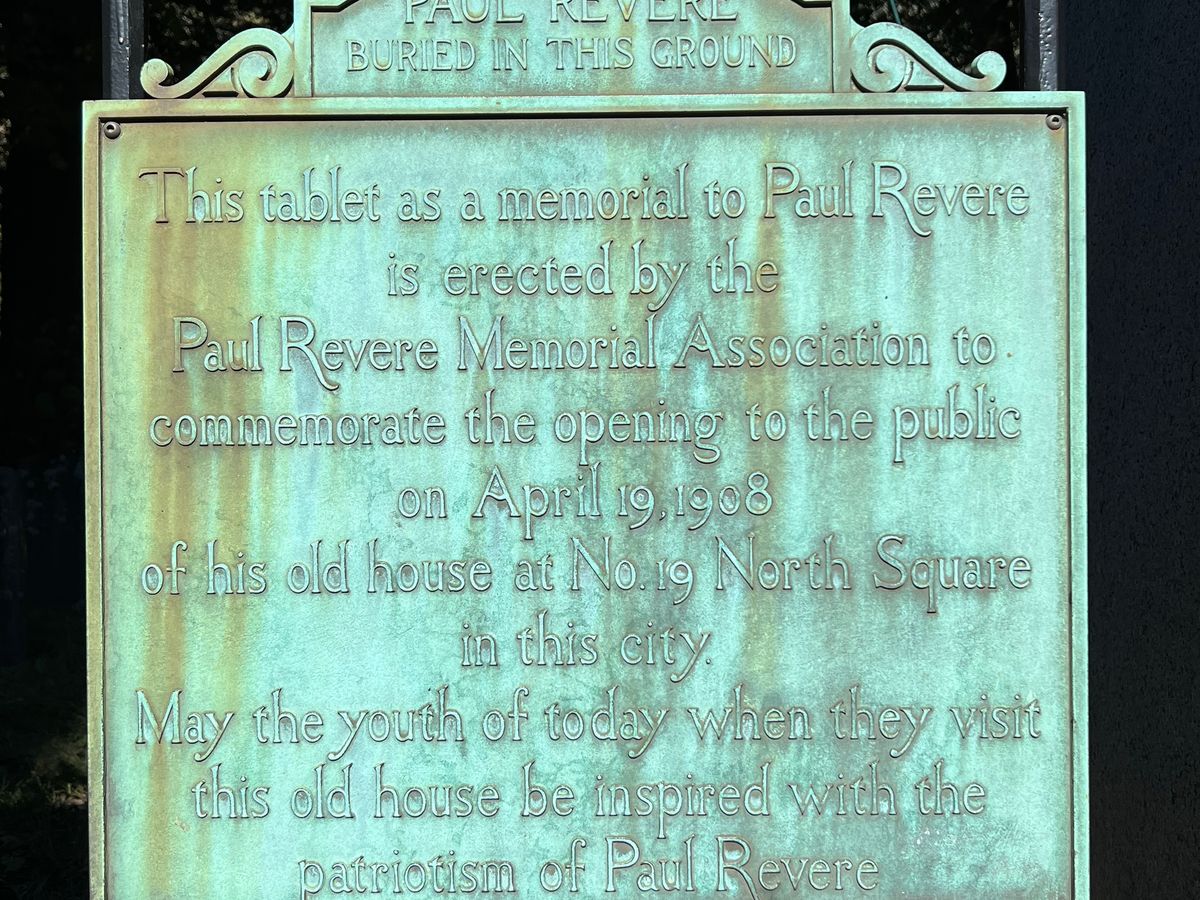 PAUL REVERE
BURIED IN THIS GROUND
This tablet as a memorial to Paul Revere
is erected by the
Paul Revere Memorial Association to
commemorate the opening to the public
on April 19, 1908
of his old house at No. 19 North Square
in this city.
May the youth of today when they visit
this old house be inspired with the
patriotism of Paul Revere